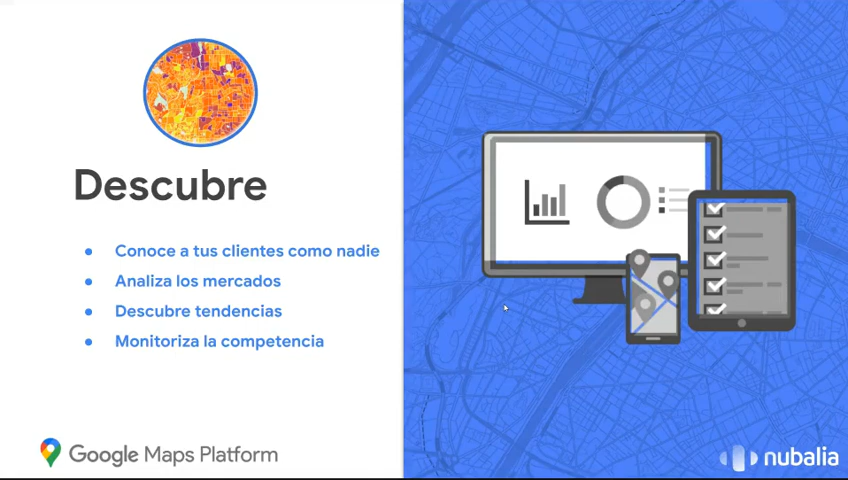 Descubre
● Conoce a tus clientes como nadie
● Analiza los mercados
● Descubre tendencias
● Monitoriza la competencia
Google Maps Platform
nubalia